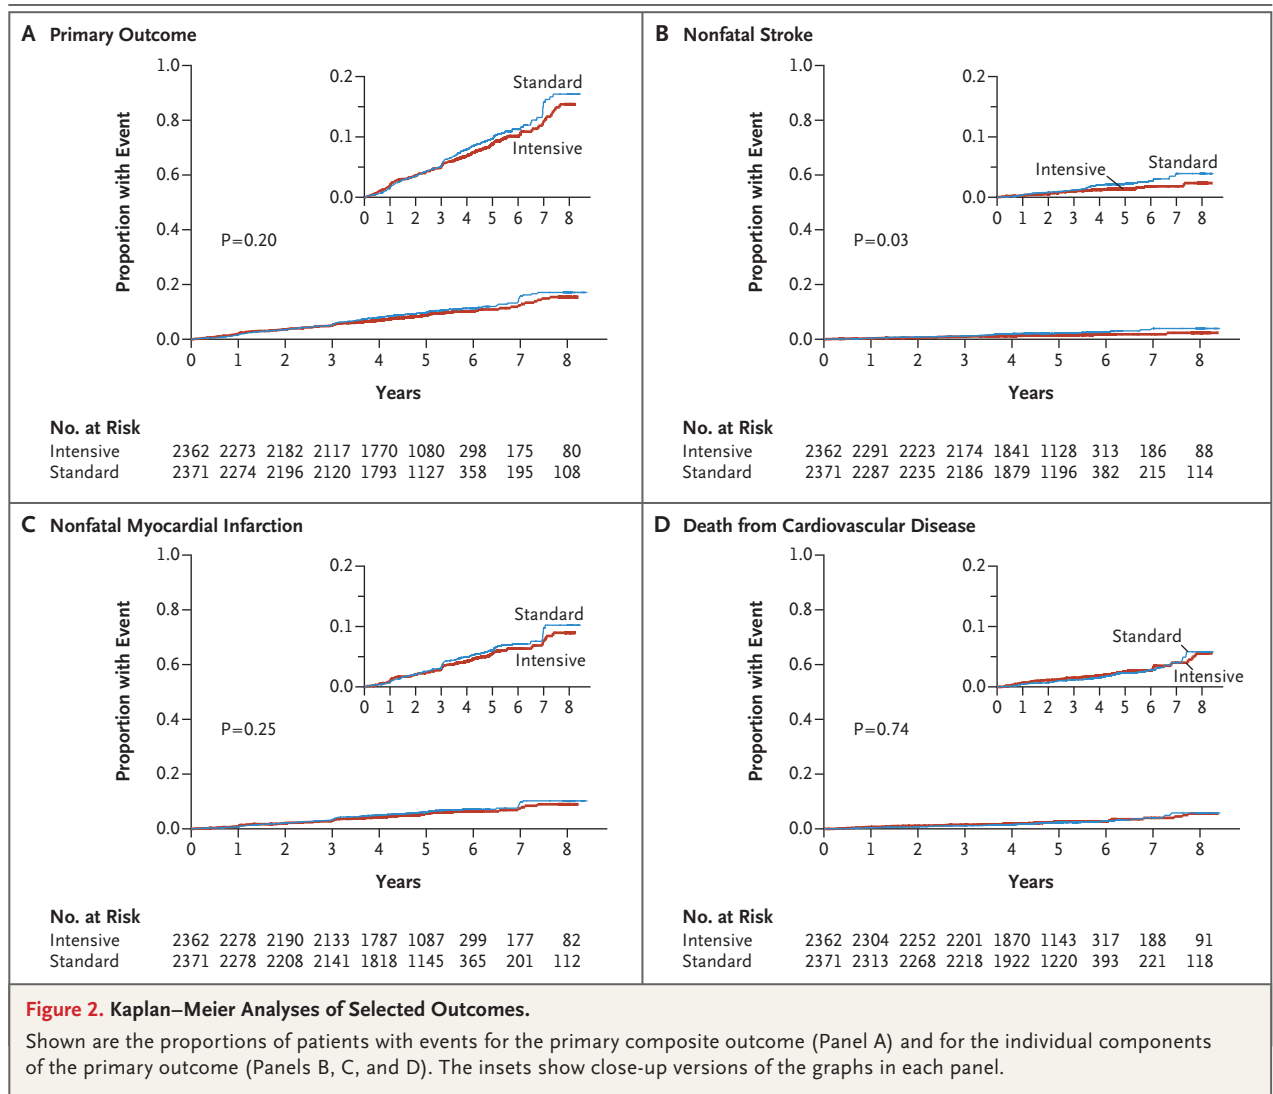 A Primary Outcome
1.0
0.8
0.6
0.4
0.2
0.0
Proportion with Event
0.2
0.1
0.0
Standard
Intensive
0 1 2 3 4 5 6 7 8
P=0.20
0 1 2 3 4 5 6 7 8
Years
No. at Risk
Intensive 2362 2273 2182 2117 1770 1080 298 175 80
Standard 2371 2274 2196 2120 1793 1127 358 195 108
B Nonfatal Stroke
1.0
0.8
0.6
0.4
0.2
0.0
Proportion with Event
0.2
0.1
0.0
Standard
Intensive
0 1 2 3 4 5 6 7 8
P=0.03
0 1 2 3 4 5 6 7 8
Years
No. at Risk
Intensive 2362 2291 2223 2174 1841 1128 313 186 88
Standard 2371 2287 2235 2186 1879 1196 382 215 114
C Nonfatal Myocardial Infarction
1.0
0.8
0.6
0.4
0.2
0.0
Proportion with Event
0.2
0.1
0.0
Standard
Intensive
0 1 2 3 4 5 6 7 8
P=0.25
0 1 2 3 4 5 6 7 8
Years
No. at Risk
Intensive 2362 2278 2190 2133 1787 1087 299 177 82
Standard 2371 2278 2208 2141 1818 1145 365 201 112
D Death from Cardiovascular Disease
1.0
0.8
0.6
0.4
0.2
0.0
Proportion with Event
0.2
0.1
0.0
Standard
Intensive
0 1 2 3 4 5 6 7 8
P=0.74
0 1 2 3 4 5 6 7 8
Years
No. at Risk
Intensive 2362 2304 2252 2201 1870 1143 317 188 91
Standard 2371 2313 2268 2218 1922 1220 393 221 118
Figure 2. Kaplan–Meier Analyses of Selected Outcomes.
Shown are the proportions of patients with events for the primary composite outcome (Panel A) and for the individual components
of the primary outcome (Panels B, C, and D). The insets show close-up versions of the graphs in each panel.